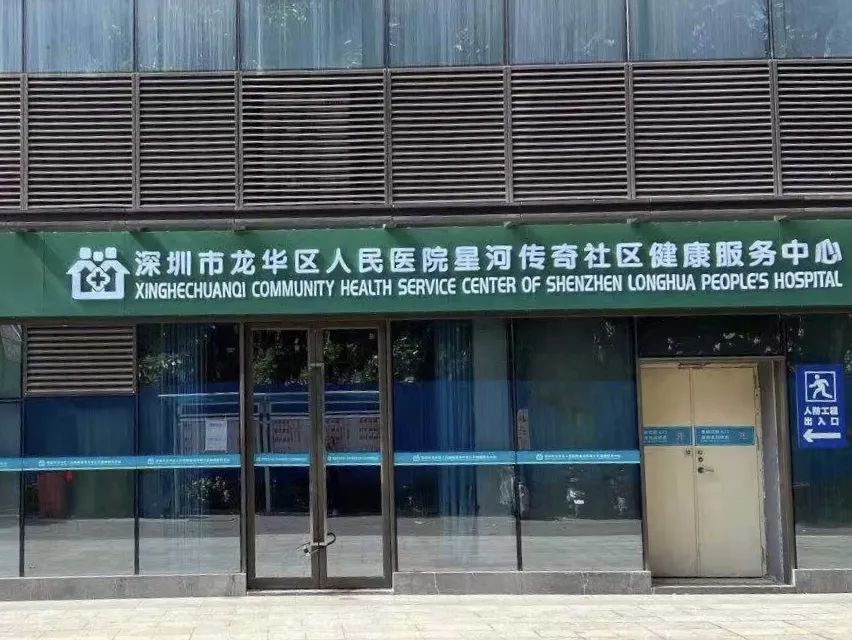 深圳市龙华区人民医院星河传奇社区健康服务中心
XINGHECHUANQI COMMUNITY HEALTH SERVICE CENTER OF SHENZHEN LONGHUA PEOPLE'S HOSPITAL
人防工程
出入口